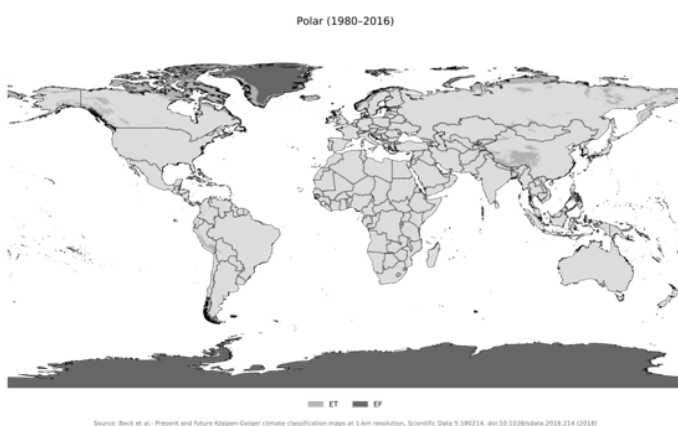 Polar (1980–2016)
ET EF
Source: Beck et al.: Present and future Köppen-Geiger climate classification maps at 1-km resolution, Scientific Data 5:180214, doi:10.1038/sdata.2018.214 (2018)